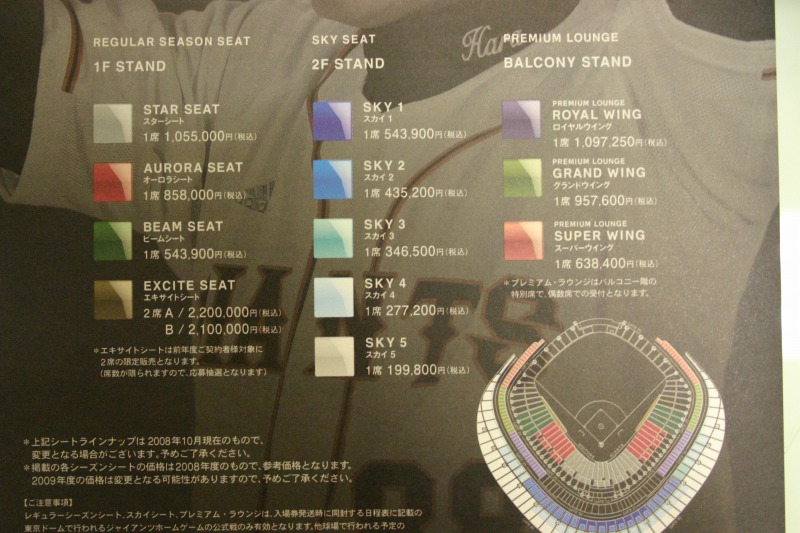 REGULAR SEASON SEAT
1F STAND
STAR SEAT
スターシート
1席 1,055,000円(税込)
AURORA SEAT
オーロラシート
1席 858,000円(税込)
BEAM SEAT
ビームシート
1席 543,900円(税込)
EXCITE SEAT
エキサイトシート
2席 A / 2,200,000円(税込)
B / 2,100,000円(税込)
*エキサイトシートは前年度ご契約者様対象に
2席の限定販売となります。
(席数が限られますので、応募抽選となります)
SKY SEAT
2F STAND
SKY 1
スカイ1
1席 543,900円(税込)
SKY 2
スカイ2
1席 435,200円(税込)
SKY 3
スカイ3
1席 346,500円(税込)
SKY 4
スカイ4
1席 277,200円(税込)
SKY 5
スカイ5
1席 199,800円(税込)
Hara
PREMIUM LOUNGE
BALCONY STAND
PREMIUM LOUNGE
ROYAL WING
ロイヤルウイング
1席 1,097,250円(税込)
PREMIUM LOUNGE
GRAND WING
グランドウイング
1席 957,600円(税込)
PREMIUM LOUNGE
SUPER WING
スーパーウイング
1席 638,400円(税込)
*プレミアム・ラウンジはバルコニー階の
特別席で、偶数席での受付となります。
*上記シートラインナップは2008年10月現在のもので、
変更となる場合がございます。予めご了承ください。
*掲載の各シーズンシートの価格は2008年度のもので、参考価格となります。
2009年度の価格は変更となる可能性がありますので、予めご了承ください。
【ご注意事項】
レギュラーシーズンシート、スカイシート、プレミアム・ラウンジは、入場券発送時に同封する日程表に記載の
東京ドームで行われるジャイアンツホームゲームの公式戦のみ有効となります。他球場で行われる予定の